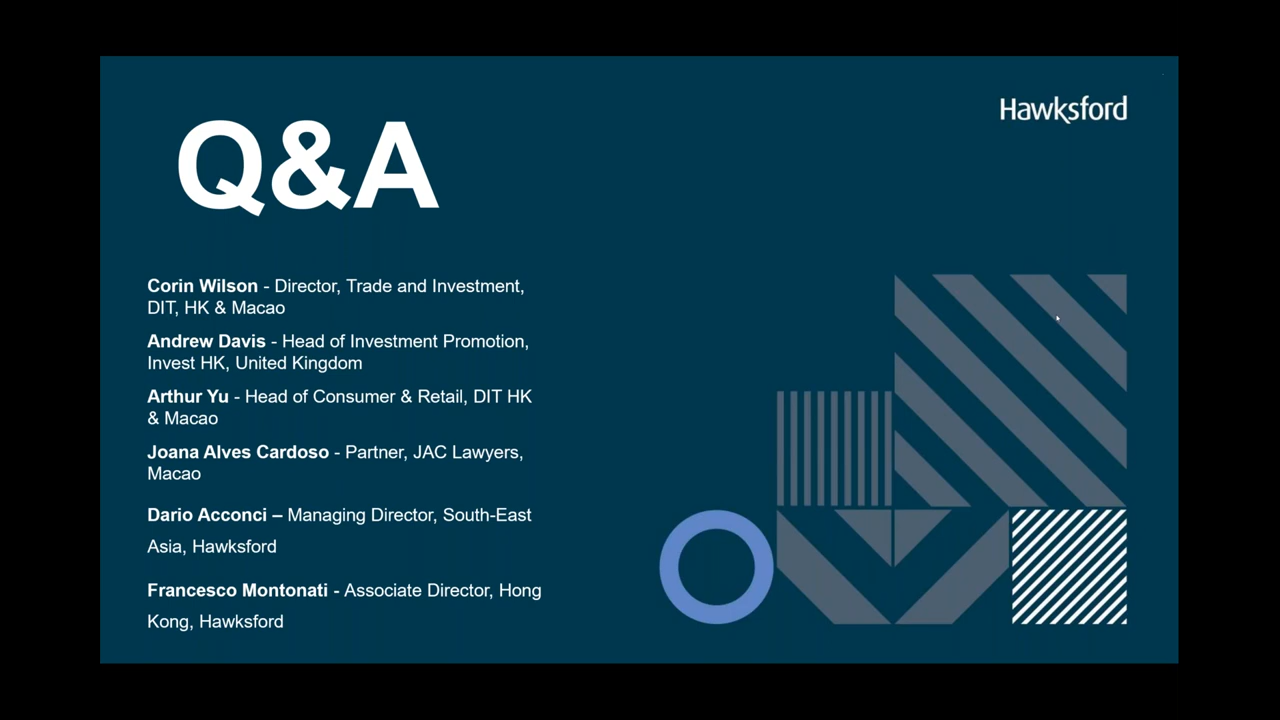 Hawksford
Q&A
Corin Wilson - Director, Trade and Investment,
DIT, HK & Macao
Andrew Davis - Head of Investment Promotion,
Invest HK, United Kingdom
Arthur Yu - Head of Consumer & Retail, DIT HK
& Macao
Joana Alves Cardoso - Partner, JAC Lawyers,
Macao
Dario Acconci – Managing Director, South-East
Asia, Hawksford
Francesco Montonati - Associate Director, Hong
Kong, Hawksford